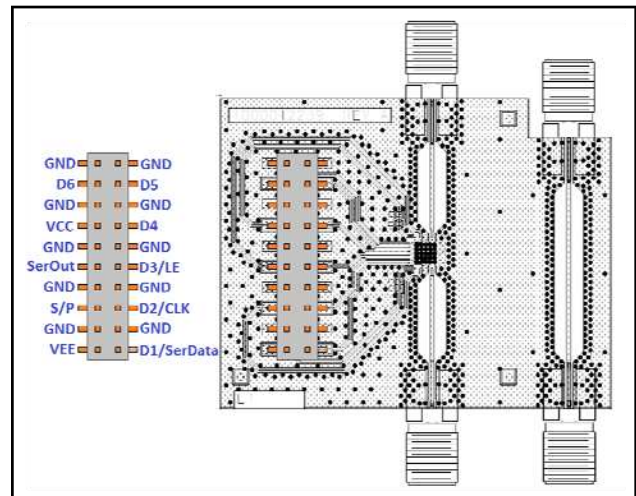 GND GND
D6 D5
GND GND
VCC D4
GND GND
SerOut D3/LE
GND GND
S/P D2/CLK
GND GND
VEE D1/SerData
L
L